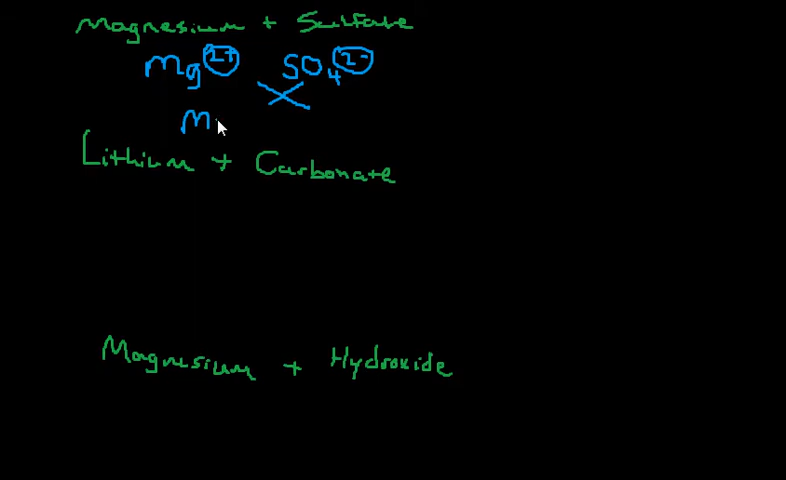 Magnesium + Sulfate
Mg2+ SO42-
M
Lithium + Carbonate
Magnesium + Hydroxide